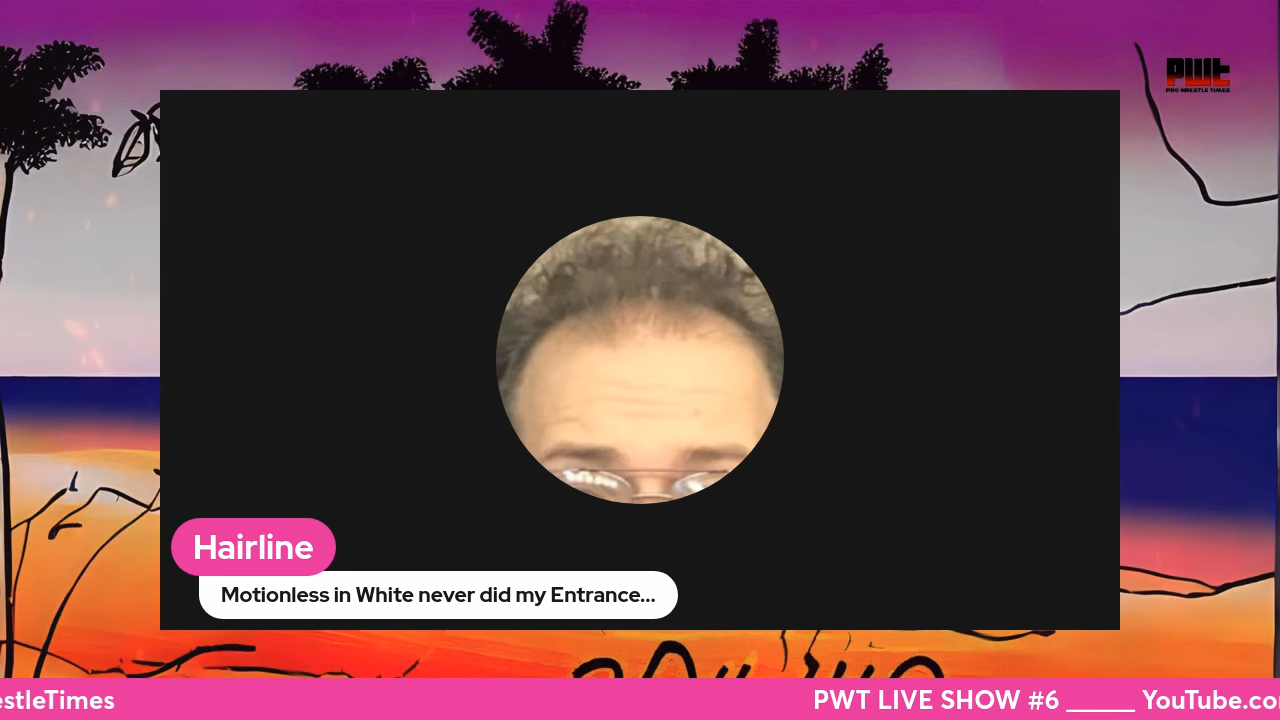 PWT
PRO WRESTLE TIMES
Hairline
Motionless in White never did my Entrance...
estleTimes
PWT LIVE SHOW #6 _____ YouTube.co